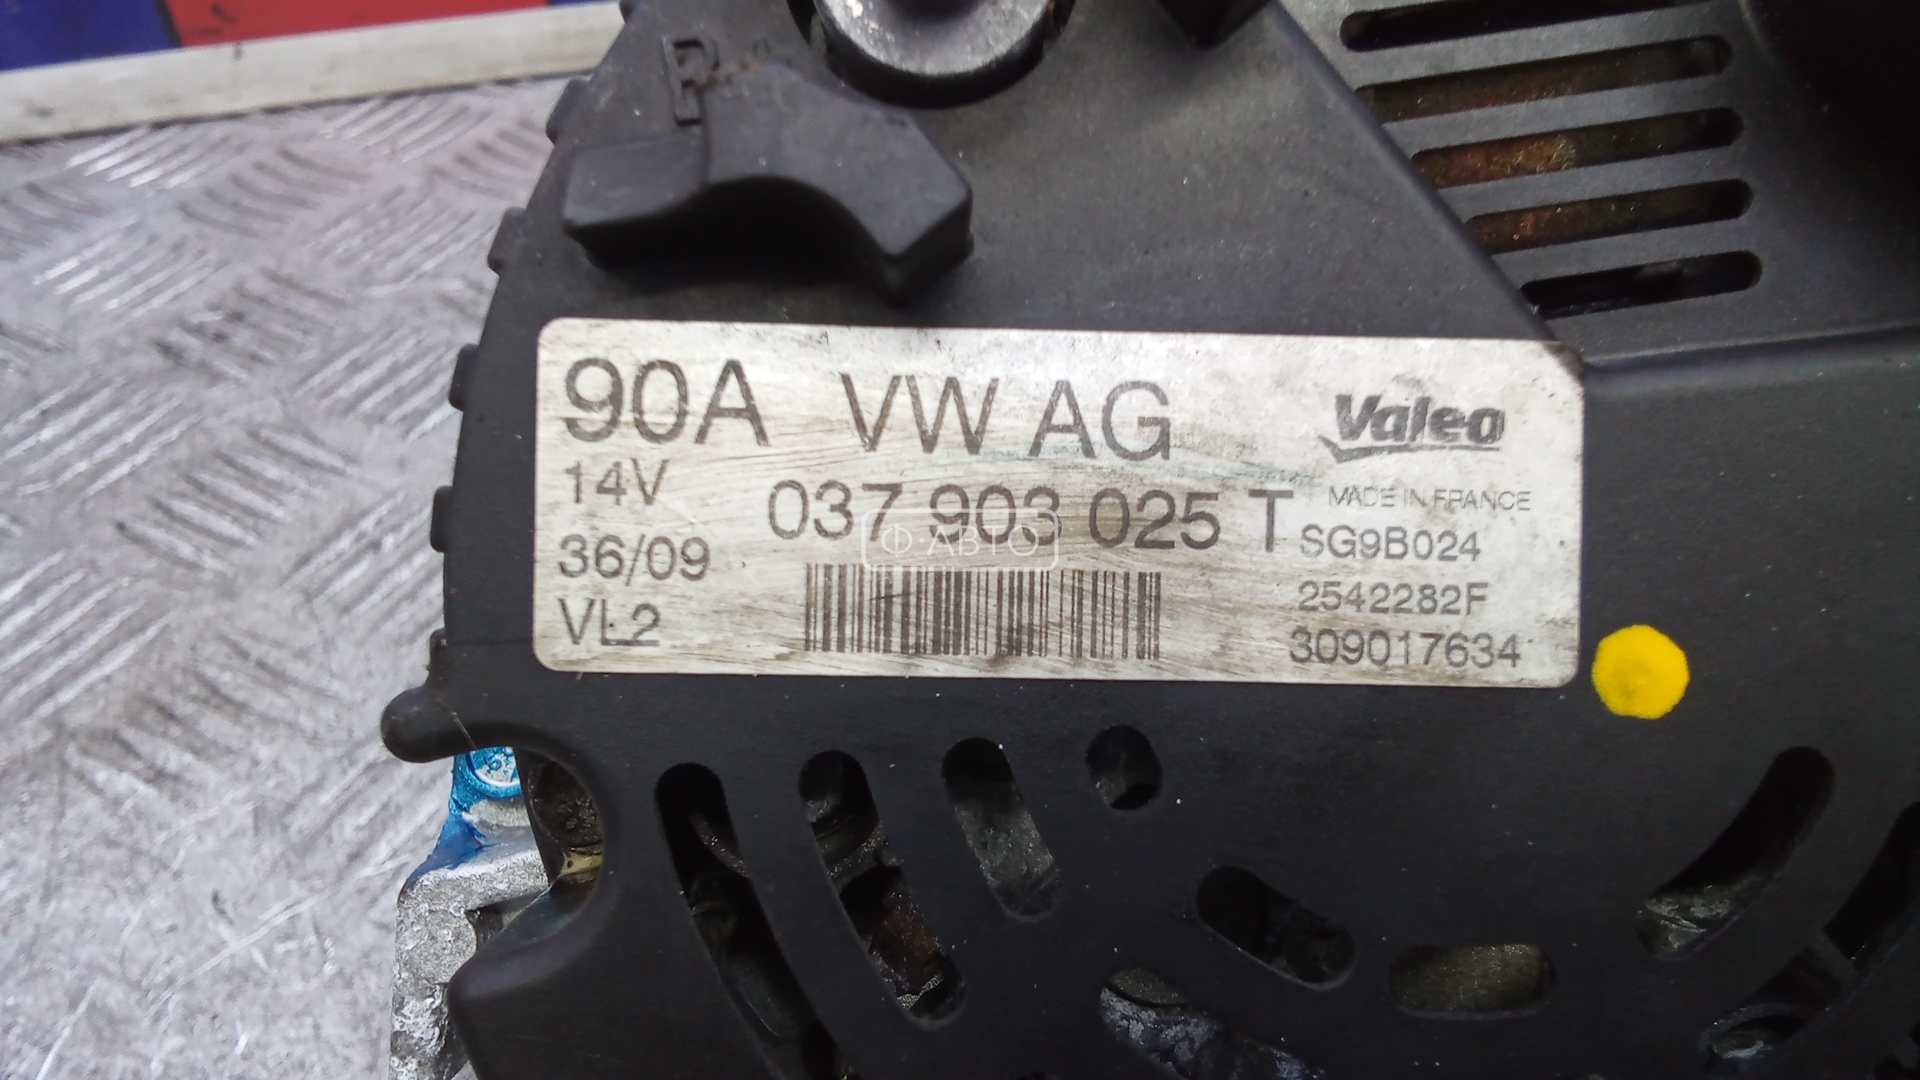 90A VW AG Valeo
14V 037 903 025 T MADE IN FRANCE
36/09 SG9B024
VL2 2542282F
309017634
Ф·АВТО